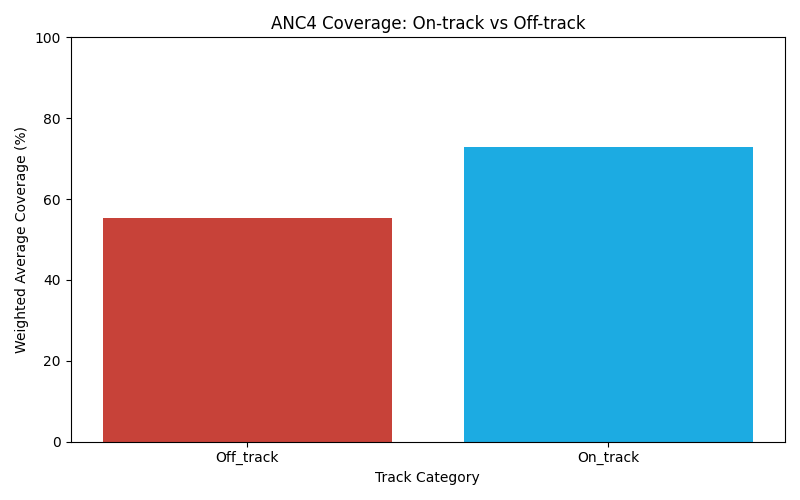 ANC4 Coverage: On-track vs Off-track
Weighted Average Coverage (%)
100
80
60
40
20
0
Off_track
On_track
Track Category